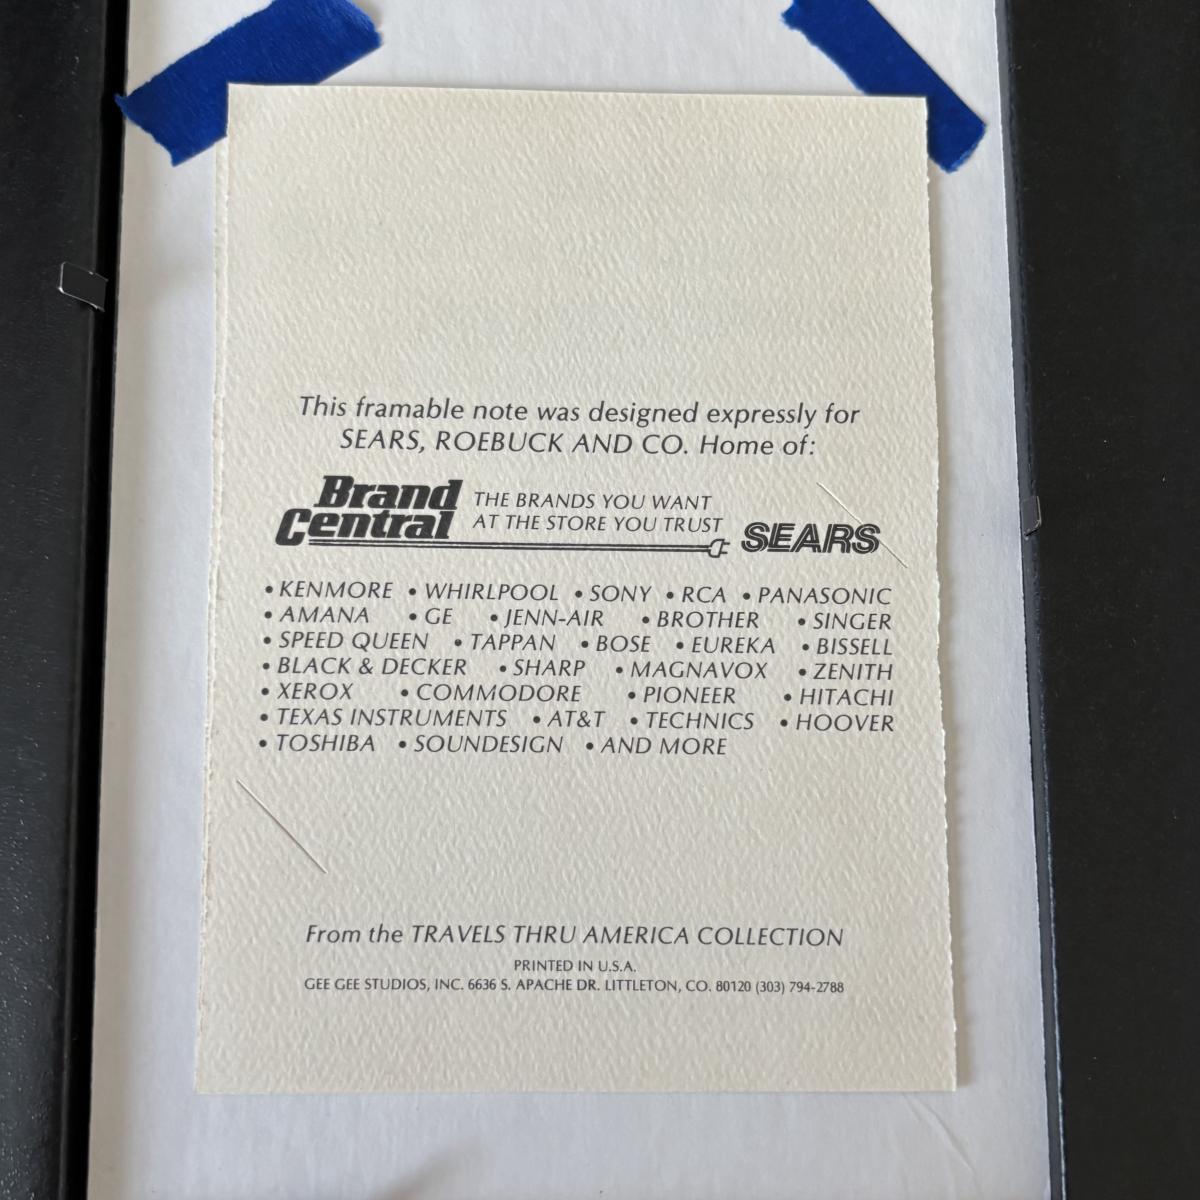 This framable note was designed expressly for
SEARS, ROEBUCK AND CO. Home of:
Brand Central
THE BRANDS YOU WANT
AT THE STORE YOU TRUST
SEARS
• KENMORE • WHIRLPOOL • SONY • RCA • PANASONIC
• AMANA • GE • JENN-AIR • BROTHER • SINGER
• SPEED QUEEN • TAPPAN • BOSE • EUREKA • BISSELL
• BLACK & DECKER • SHARP • MAGNAVOX • ZENITH
• XEROX • COMMODORE • PIONEER • HITACHI
• TEXAS INSTRUMENTS • AT&T • TECHNICS • HOOVER
• TOSHIBA • SOUNDESIGN • AND MORE
From the TRAVELS THRU AMERICA COLLECTION
PRINTED IN U.S.A.
GEE GEE STUDIOS, INC. 6636 S. APACHE DR. LITTLETON, CO. 80120 (303) 794-2788